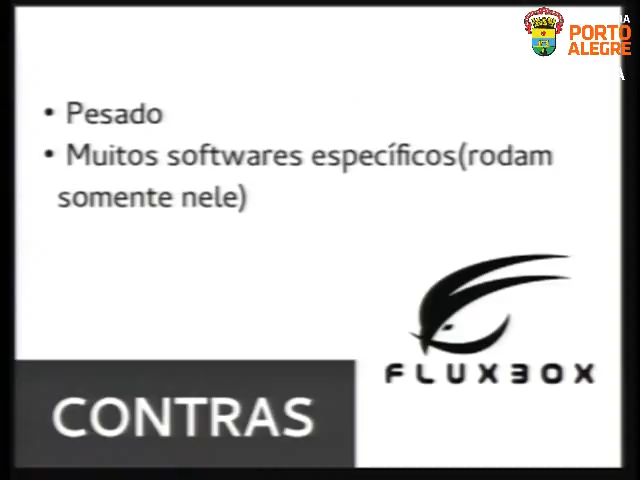 PORTO
ALEGRE
• Pesado
• Muitos softwares específicos(rodam
somente nele)
FLUXBOX
CONTRAS